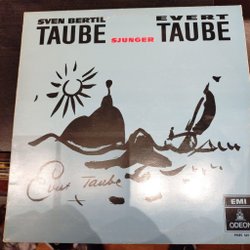 SVEN BERTIL EVERT
TAUBE SJUNGER TAUBE
Evert Taube
EMI
ODEON